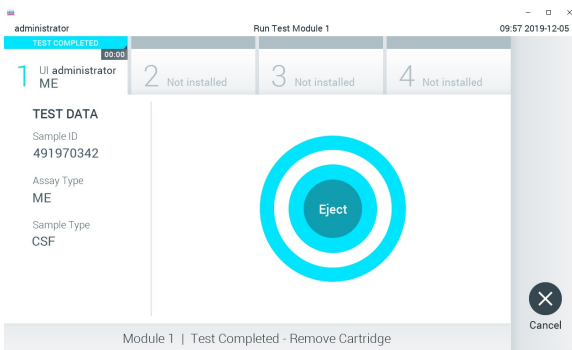 administrator
Run Test Module 1
09:57 2019-12-05
TEST COMPLETED
00:00
1
UI administrator
ME
2 Not installed
3 Not installed
4 Not installed
TEST DATA
Sample ID
491970342
Assay Type
ME
Sample Type
CSF
Eject
Cancel
Module 1 | Test Completed - Remove Cartridge